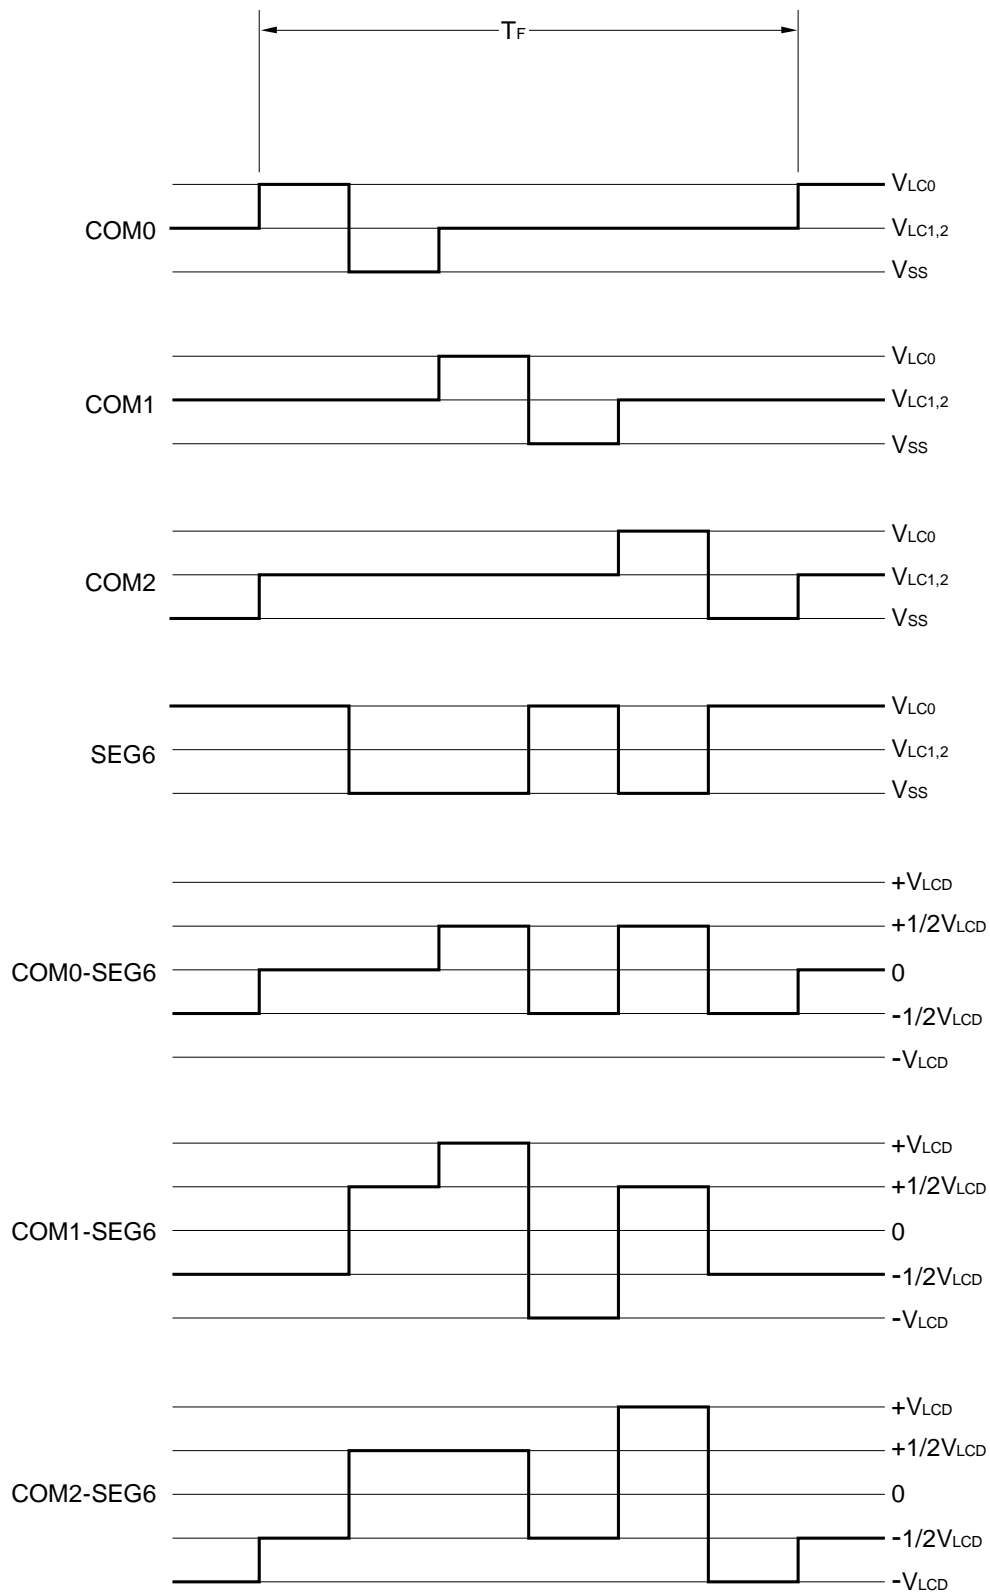 TF
VLC0
COM0
VLC1,2
VSS
VLC0
COM1
VLC1,2
VSS
VLC0
COM2
VLC1,2
VSS
VLC0
SEG6
VLC1,2
VSS
+VLCD
+1/2VLCD
COM0-SEG6
0
-1/2VLCD
-VLCD
+VLCD
+1/2VLCD
COM1-SEG6
0
-1/2VLCD
-VLCD
+VLCD
+1/2VLCD
COM2-SEG6
0
-1/2VLCD
-VLCD